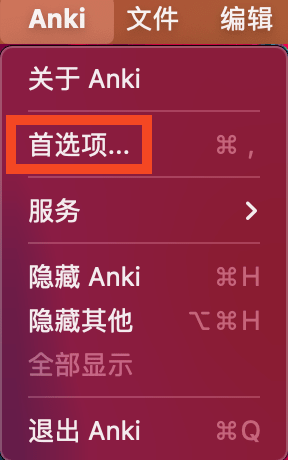 Anki 文件 编辑
关于 Anki
首选项... ⌘ ,
服务
隐藏 Anki ⌘H
隐藏其他 ⌥⌘H
全部显示
退出 Anki ⌘Q